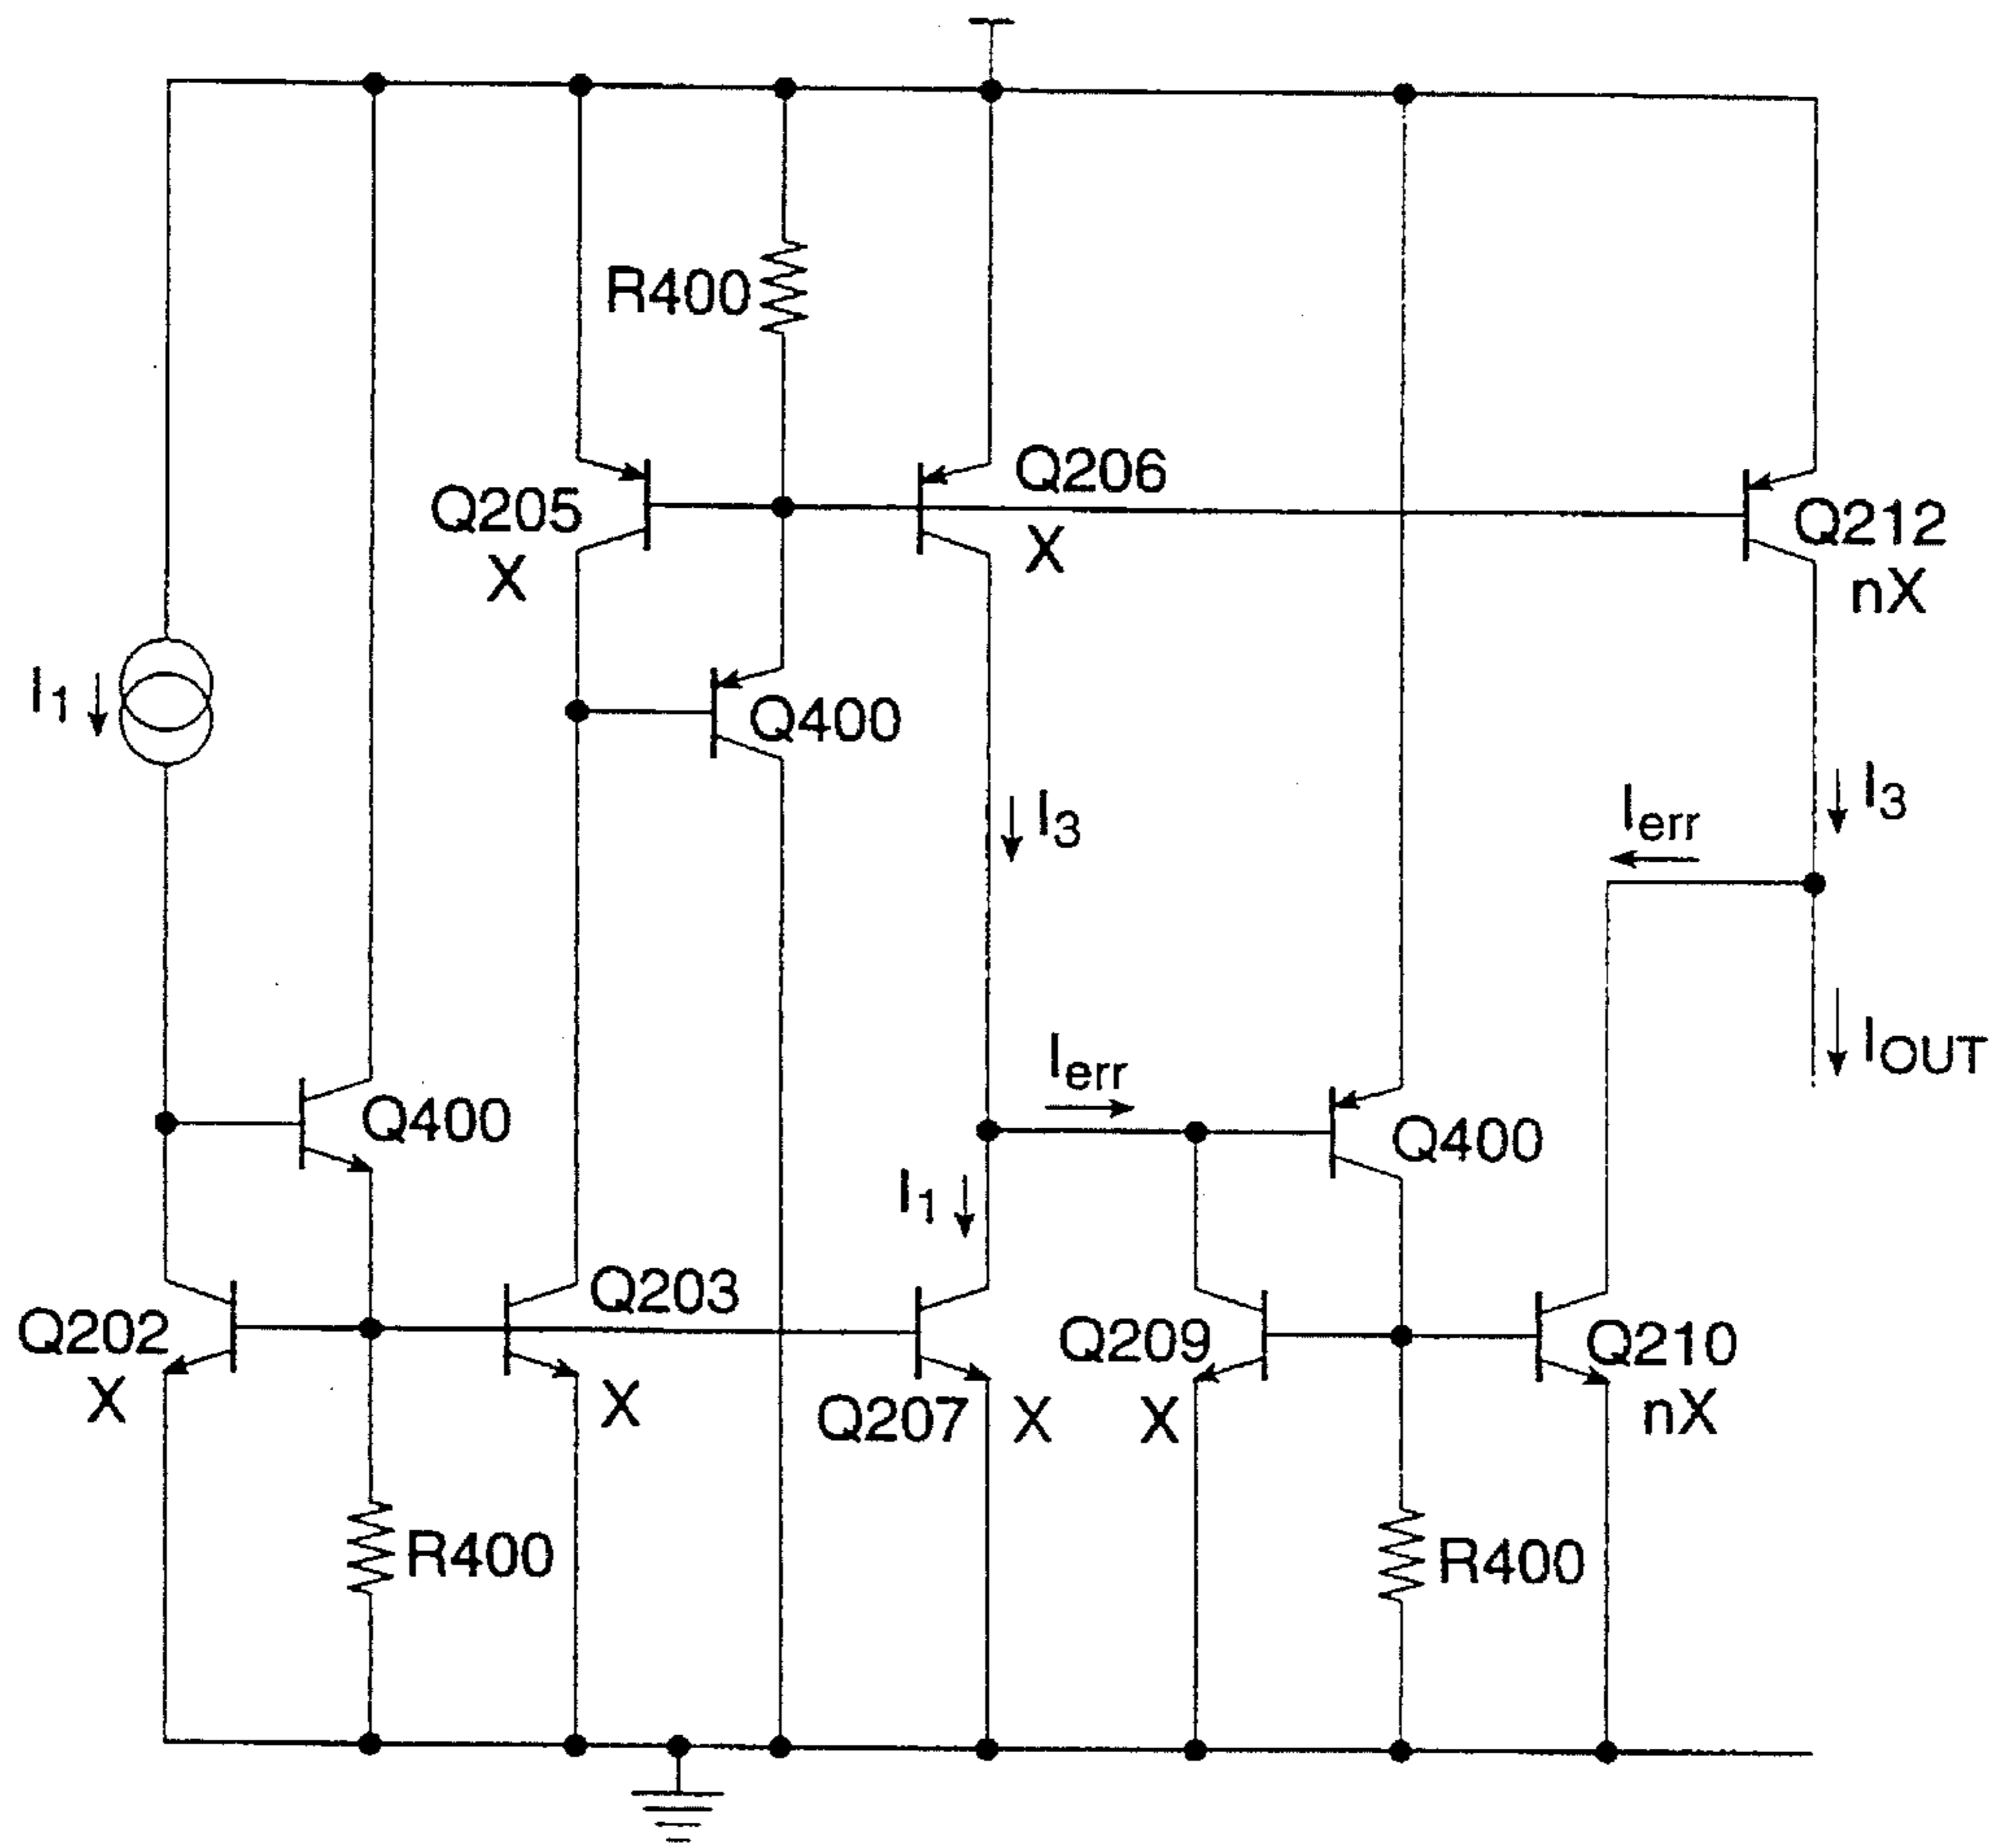 R400
Q205
X
Q206
X
Q212
nX
I1
Q400
I3
I3
Ierr
Ierr
IOUT
Q400
Q400
I1
Q202
X
Q203
X
Q207
X
Q209
X
Q210
nX
R400
R400